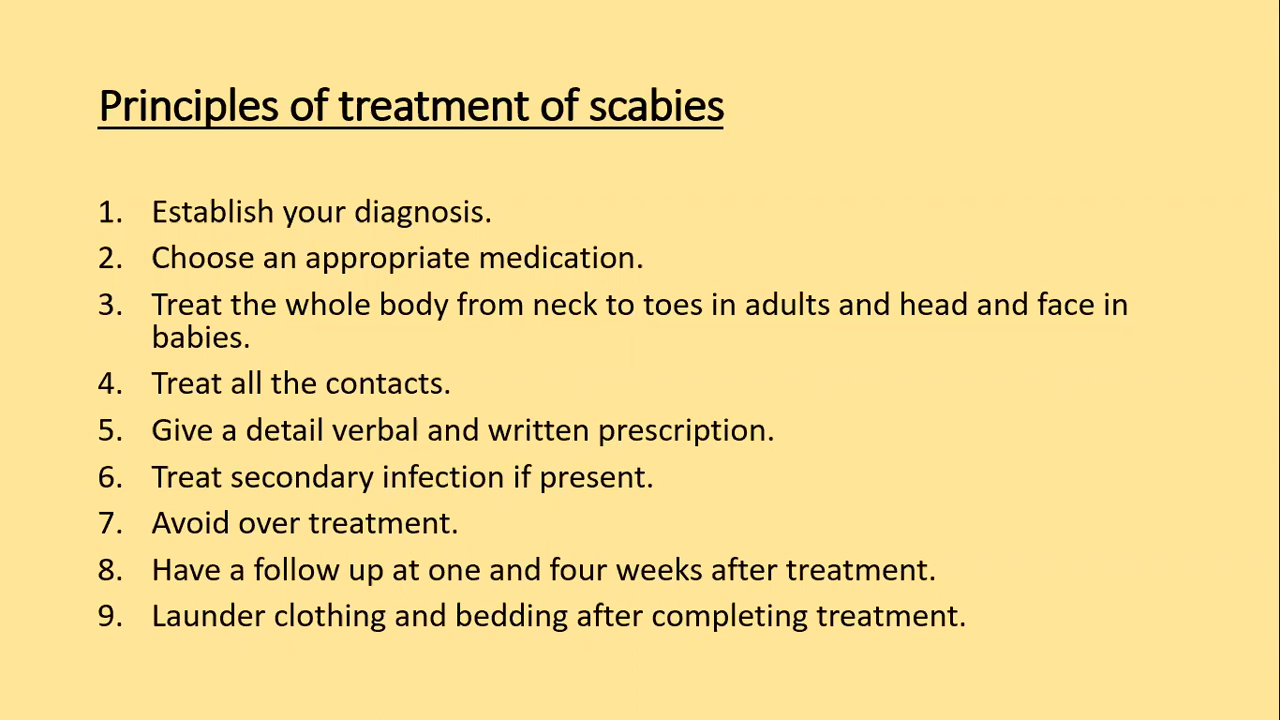 Principles of treatment of scabies
1. Establish your diagnosis.
2. Choose an appropriate medication.
3. Treat the whole body from neck to toes in adults and head and face in
babies.
4. Treat all the contacts.
5. Give a detail verbal and written prescription.
6. Treat secondary infection if present.
7. Avoid over treatment.
8. Have a follow up at one and four weeks after treatment.
9. Launder clothing and bedding after completing treatment.